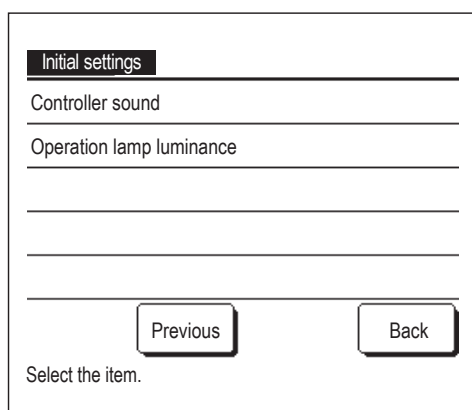 Initial settings
Controller sound
Operation lamp luminance
Previous
Back
Select the item.